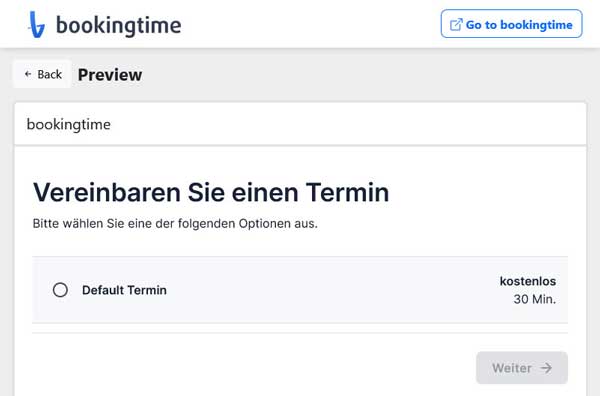 bookingtime
Go to bookingtime
← Back
Preview
bookingtime
Vereinbaren Sie einen Termin
Bitte wählen Sie eine der folgenden Optionen aus.
Default Termin
kostenlos
30 Min.
Weiter →